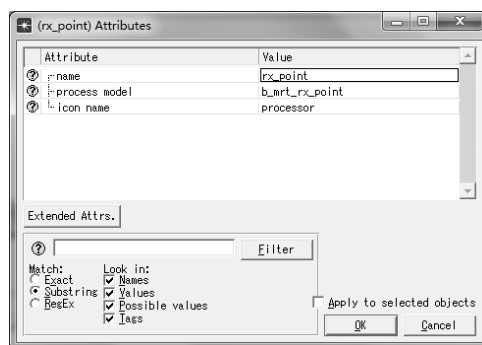 (rx_point) Attributes
Attribute Value
name rx_point
process model b_mrt_rx_point
icon name processor
Extended Attrs.
Filter
Match: Look in:
Exact Names
Substring Values
RegEx Possible values
Tags
Apply to selected objects
OK Cancel